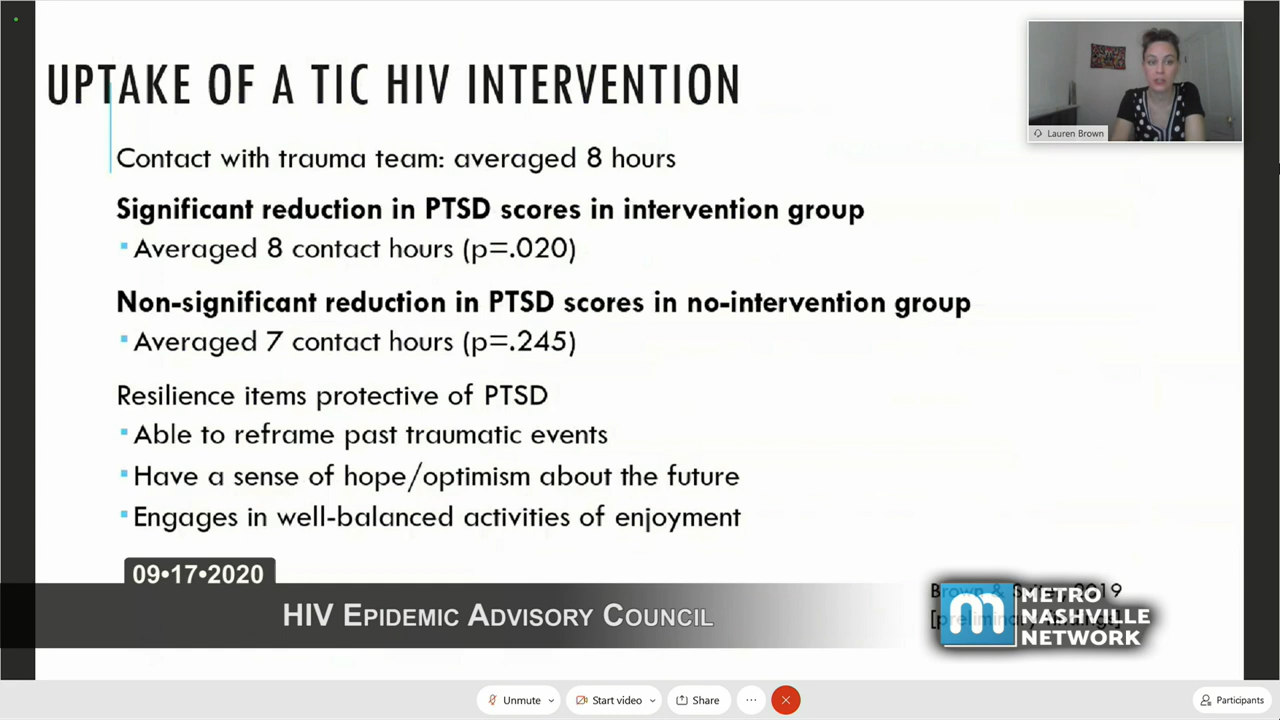 UPTAKE OF A TIC HIV INTERVENTION
Lauren Brown
Contact with trauma team: averaged 8 hours
Significant reduction in PTSD scores in intervention group
Averaged 8 contact hours (p=.020)
Non-significant reduction in PTSD scores in no-intervention group
Averaged 7 contact hours (p=.245)
Resilience items protective of PTSD
Able to reframe past traumatic events
Have a sense of hope/optimism about the future
Engages in well-balanced activities of enjoyment
09•17•2020
HIV EPIDEMIC ADVISORY COUNCIL
METRO
NASHVILLE
NETWORK
Unmute
Start video
Share
Participants